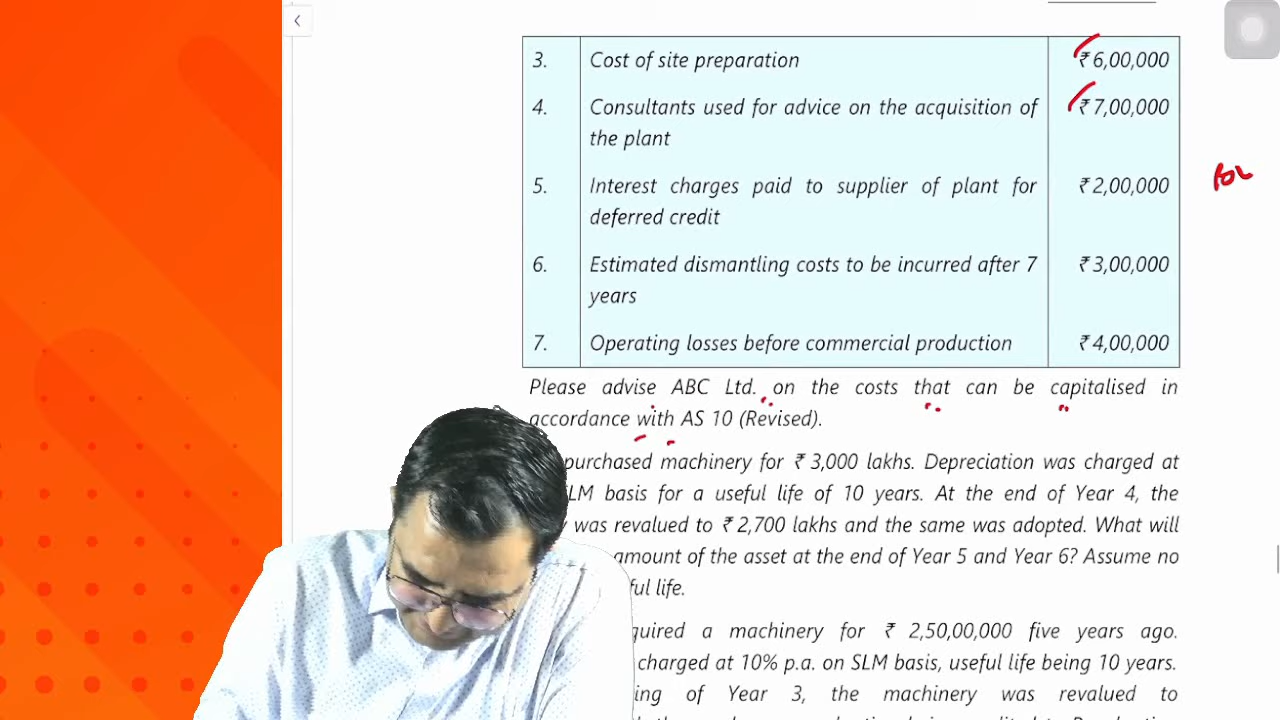 3. Cost of site preparation ₹6,00,000
4. Consultants used for advice on the acquisition of ₹7,00,000
the plant
5. Interest charges paid to supplier of plant for ₹2,00,000
deferred credit
6. Estimated dismantling costs to be incurred after 7 ₹3,00,000
years
7. Operating losses before commercial production ₹4,00,000
Please advise ABC Ltd. on the costs that can be capitalised in
accordance with AS 10 (Revised).
purchased machinery for ₹ 3,000 lakhs. Depreciation was charged at
LM basis for a useful life of 10 years. At the end of Year 4, the
was revalued to ₹ 2,700 lakhs and the same was adopted. What will
amount of the asset at the end of Year 5 and Year 6? Assume no
ful life.
quired a machinery for ₹ 2,50,00,000 five years ago.
charged at 10% p.a. on SLM basis, useful life being 10 years.
ing of Year 3, the machinery was revalued to